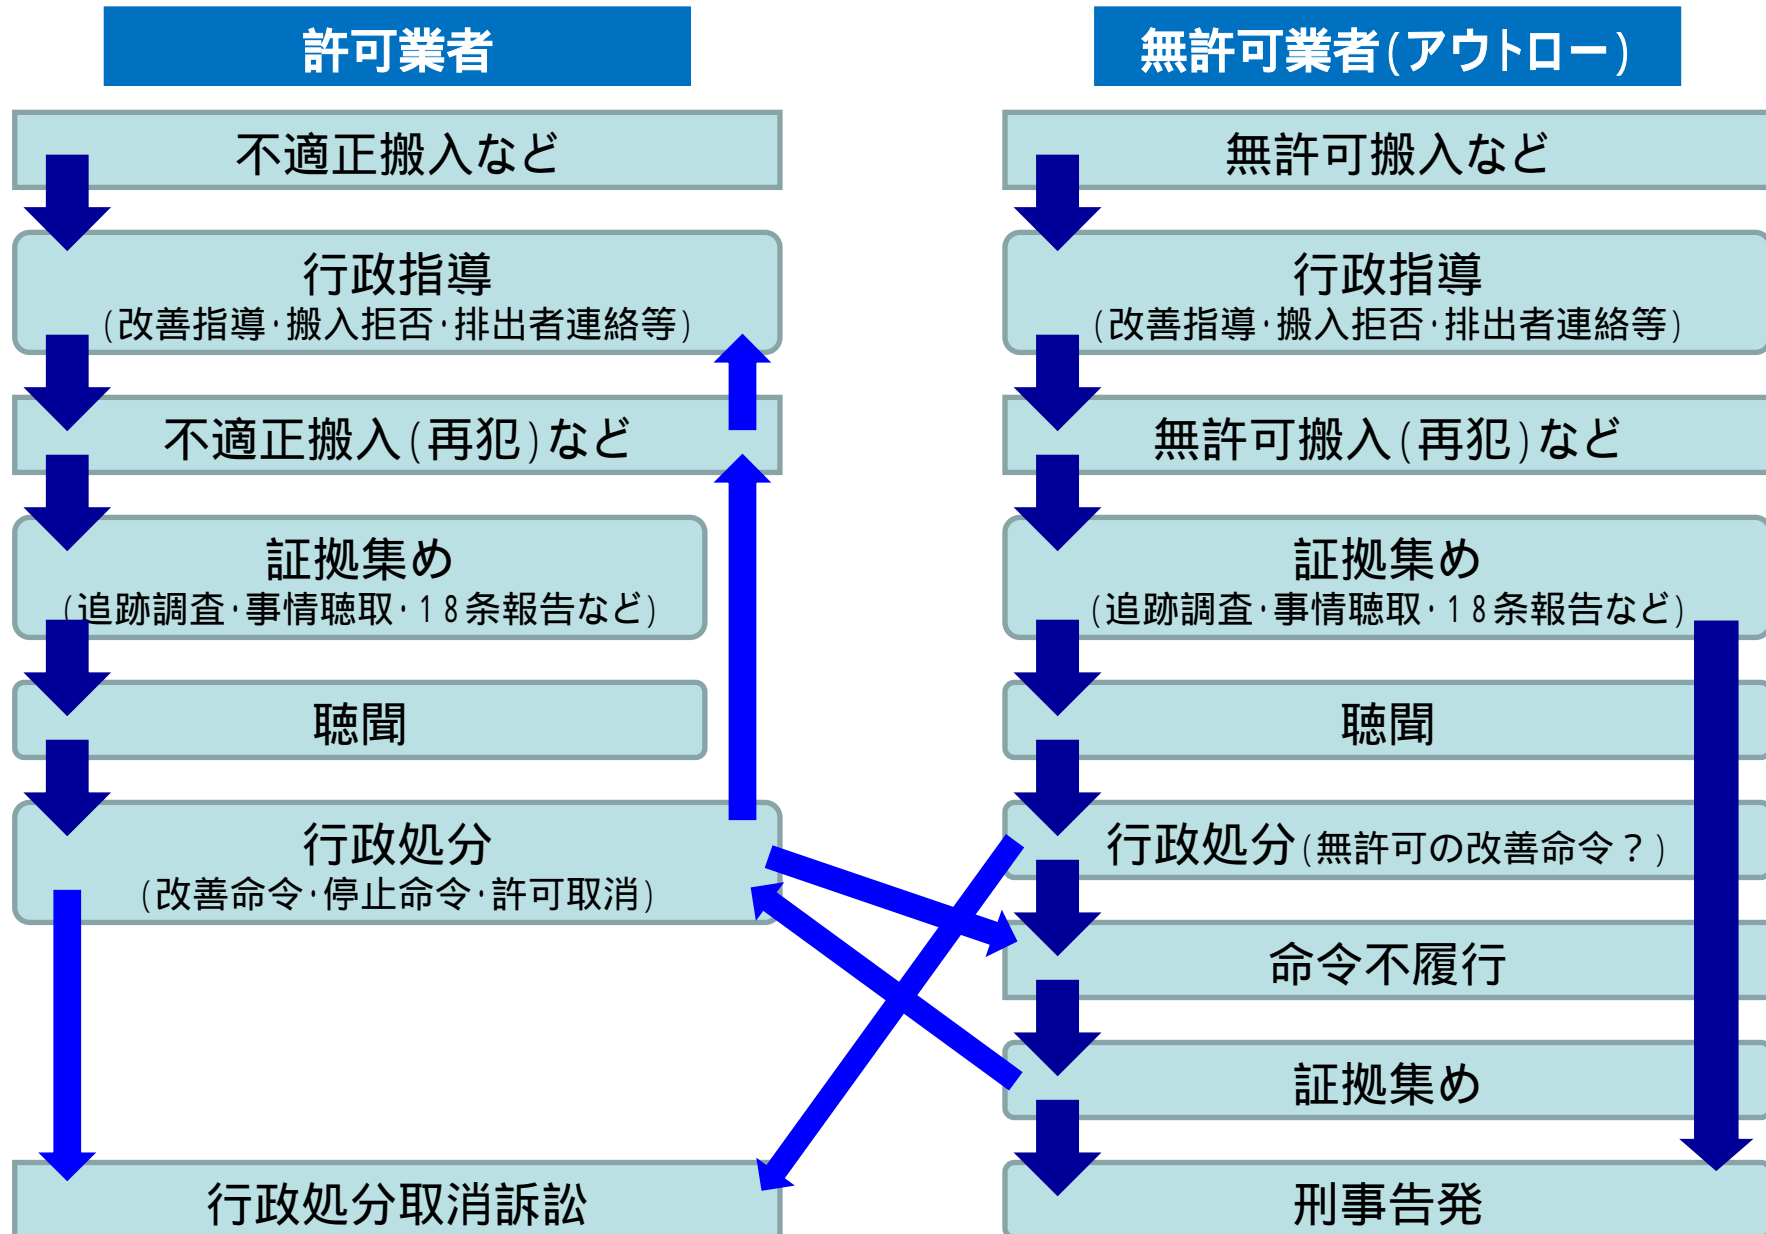 許可業者
不適正搬入など
行政指導
(改善指導・搬入拒否・排出者連絡等)
不適正搬入(再犯)など
証拠集め
(追跡調査・事情聴取・18条報告など)
聴聞
行政処分
(改善命令・停止命令・許可取消)
行政処分取消訴訟
無許可業者(アウトロー)
無許可搬入など
行政指導
(改善指導・搬入拒否・排出者連絡等)
無許可搬入(再犯)など
証拠集め
(追跡調査・事情聴取・18条報告など)
聴聞
行政処分(無許可の改善命令？)
命令不履行
証拠集め
刑事告発